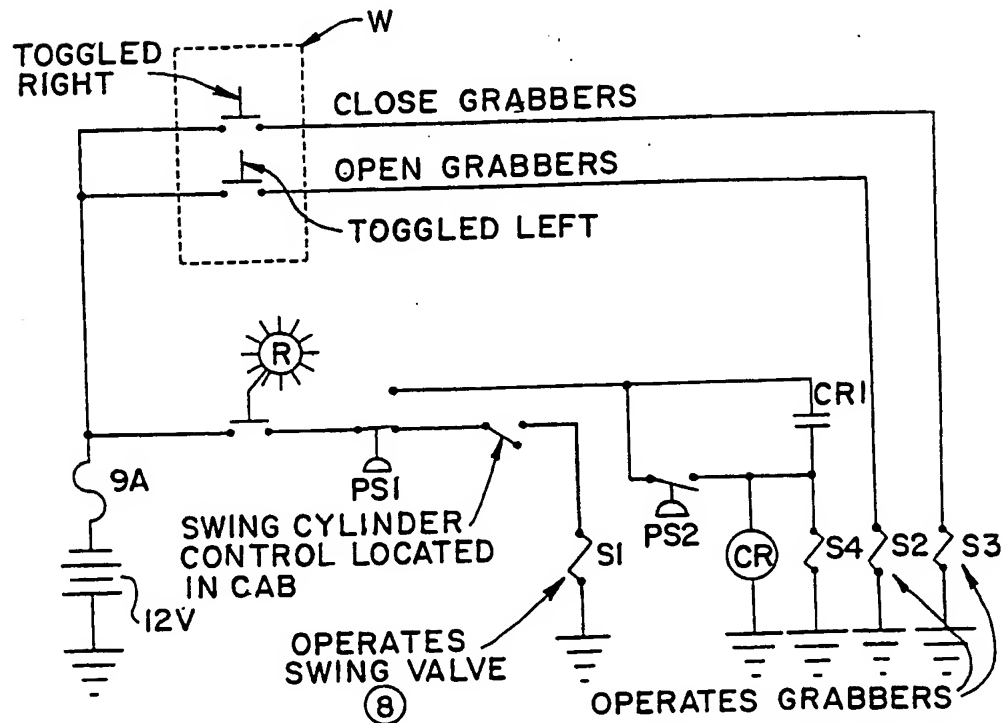 W
TOGGLED
RIGHT
CLOSE GRABBERS
OPEN GRABBERS
TOGGLED LEFT
R
CR1
9A
PS1
PS2
SWING CYLINDER
CONTROL LOCATED
IN CAB
S1
CR
S4
S2
S3
12V
OPERATES
SWING VALVE
8
OPERATES GRABBERS